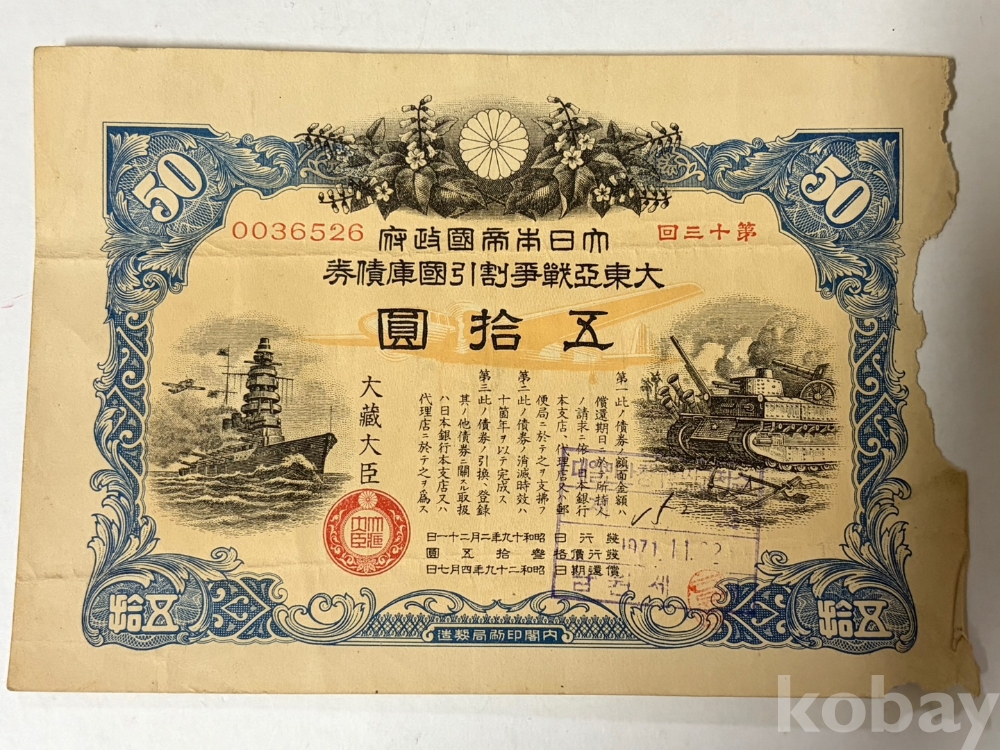 50
50
第十三回
0036526
大日本帝國政府
大東亞戰爭割引國庫債券
五拾圓
第一此ノ債券ノ額面金額ハ
償還期日ニ於テ所持人
ノ請求ニ依リ日本銀行
本支店、代理店又ハ郵
便局ニ於テ之ヲ支拂フ
第二此ノ債券ノ消滅時效ハ
十箇年ヲ以テ完成ス
第三此ノ債券ノ引換、登録
其ノ他債券ニ關スル取扱
ハ日本銀行本支店又ハ
代理店ニ於テ之ヲ爲ス
大藏大臣
發行日 昭和十九年二月二十一日
發行價格 參拾五圓
償還期日 昭和二十九年四月七日
1971.11.
五拾
五拾
內閣印刷局製造
kobay